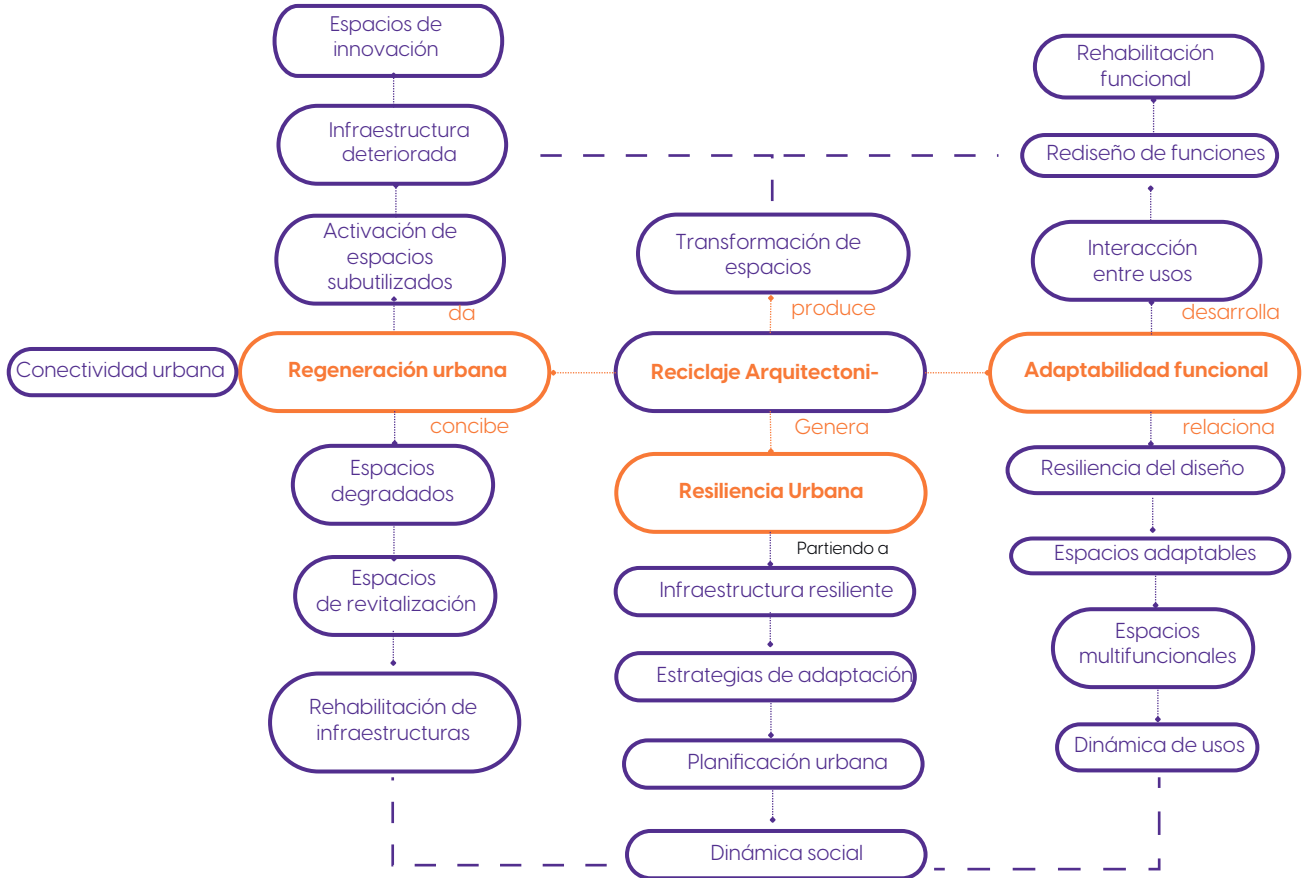 Espacios de
innovación
Infraestructura
deteriorada
Activación de
espacios
subutilizados
da
Conectividad urbana
Regeneración urbana
concibe
Espacios
degradados
Espacios
de revitalización
Rehabilitación de
infraestructuras
Transformación de
espacios
produce
Reciclaje Arquitectoni-
Genera
Resiliencia Urbana
Partiendo a
Infraestructura resiliente
Estrategias de adaptación
Planificación urbana
Dinámica social
Rehabilitación
funcional
Rediseño de funciones
Interacción
entre usos
desarrolla
Adaptabilidad funcional
relaciona
Resiliencia del diseño
Espacios adaptables
Espacios
multifuncionales
Dinámica de usos